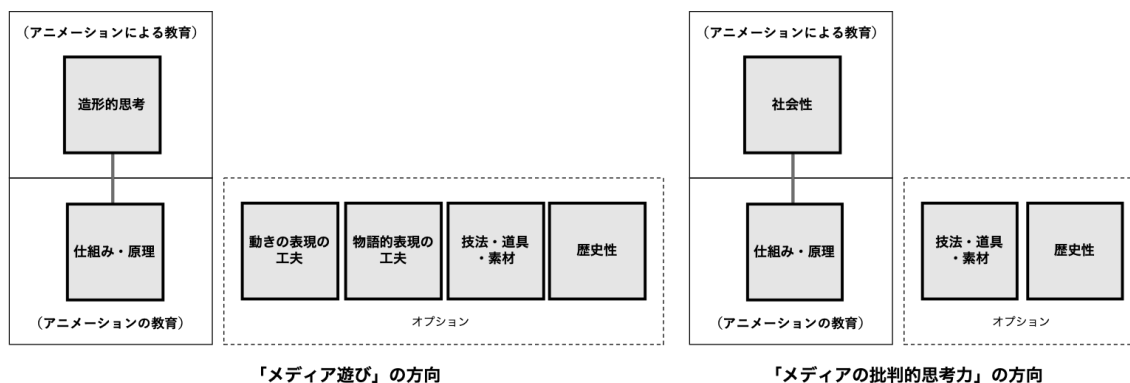 （アニメーションによる教育）
造形的思考
仕組み・原理
（アニメーションの教育）
動きの表現の
工夫
物語的表現の
工夫
技法・道具
・素材
歴史性
オプション
「メディア遊び」の方向
（アニメーションによる教育）
社会性
仕組み・原理
（アニメーションの教育）
技法・道具
・素材
歴史性
オプション
「メディアの批判的思考力」の方向